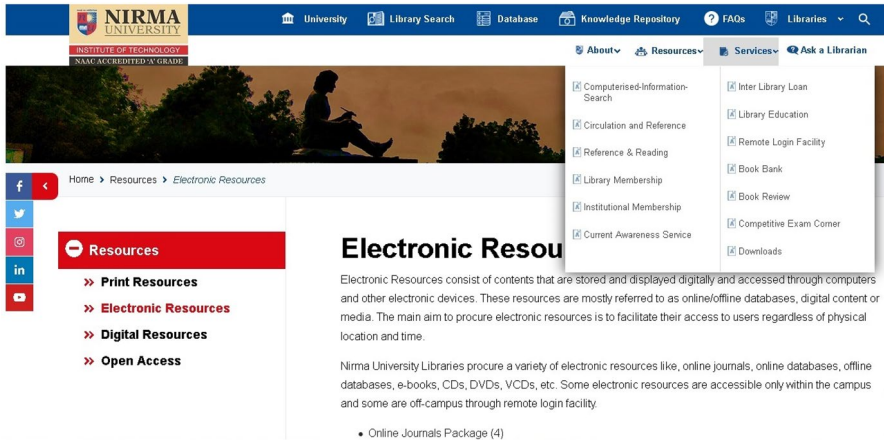 NIRMA
UNIVERSITY
INSTITUTE OF TECHNOLOGY
NAAC ACCREDITED 'A' GRADE
University
Library Search
Database
Knowledge Repository
FAQs
Libraries
About
Resources
Services
Ask a Librarian
Computerised-Information-
Search
Circulation and Reference
Reference & Reading
Library Membership
Institutional Membership
Current Awareness Service
Inter Library Loan
Library Education
Remote Login Facility
Book Bank
Book Review
Competitive Exam Corner
Downloads
Home > Resources > Electronic Resources
Resources
Print Resources
Electronic Resources
Digital Resources
Open Access
Electronic Resou
Electronic Resources consist of contents that are stored and displayed digitally and accessed through computers
and other electronic devices. These resources are mostly referred to as online/offline databases, digital content or
media. The main aim to procure electronic resources is to facilitate their access to users regardless of physical
location and time.
Nirma University Libraries procure a variety of electronic resources like, online journals, online databases, offline
databases, e-books, CDs, DVDs, VCDs, etc. Some electronic resources are accessible only within the campus
and some are off-campus through remote login facility.
• Online Journals Package (4)